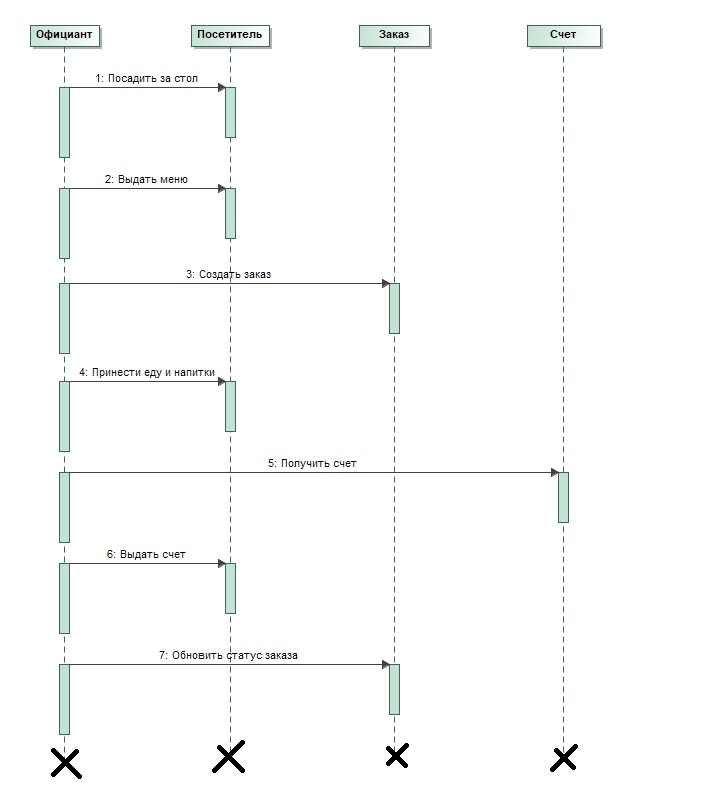 Официант
Посетитель
Заказ
Счет
1: Посадить за стол
2: Выдать меню
3: Создать заказ
4: Принести еду и напитки
5: Получить счет
6: Выдать счет
7: Обновить статус заказа